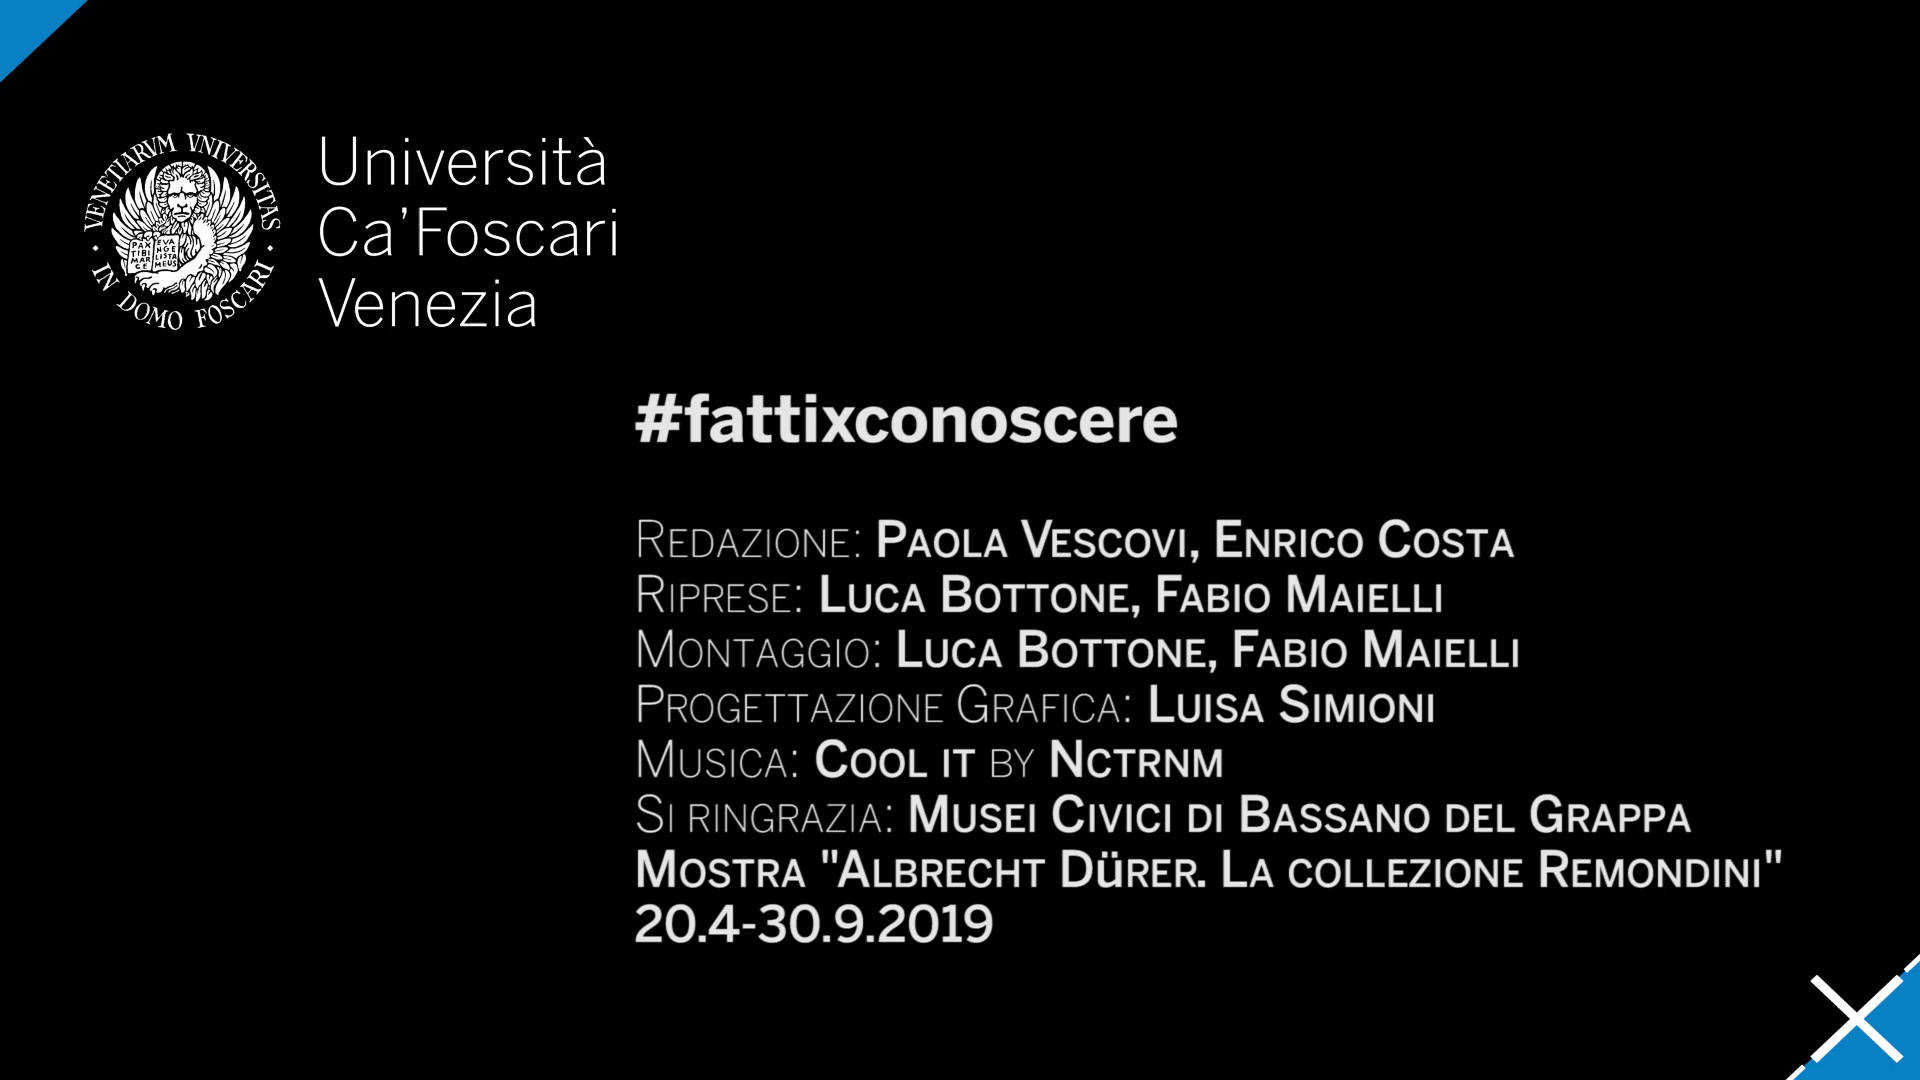 VENETIARVM VNIVERSITAS
IN DOMO FOSCARI
PAX TIBI MARCE
EVANGELISTA MEUS
Università
Ca'Foscari
Venezia
#fattixconoscere
Redazione: Paola Vescovi, Enrico Costa
Riprese: Luca Bottone, Fabio Maielli
Montaggio: Luca Bottone, Fabio Maielli
Progettazione Grafica: Luisa Simioni
Musica: Cool it by Nctrnm
Si ringrazia: Musei Civici di Bassano del Grappa
Mostra "Albrecht Dürer. La collezione Remondini"
20.4-30.9.2019